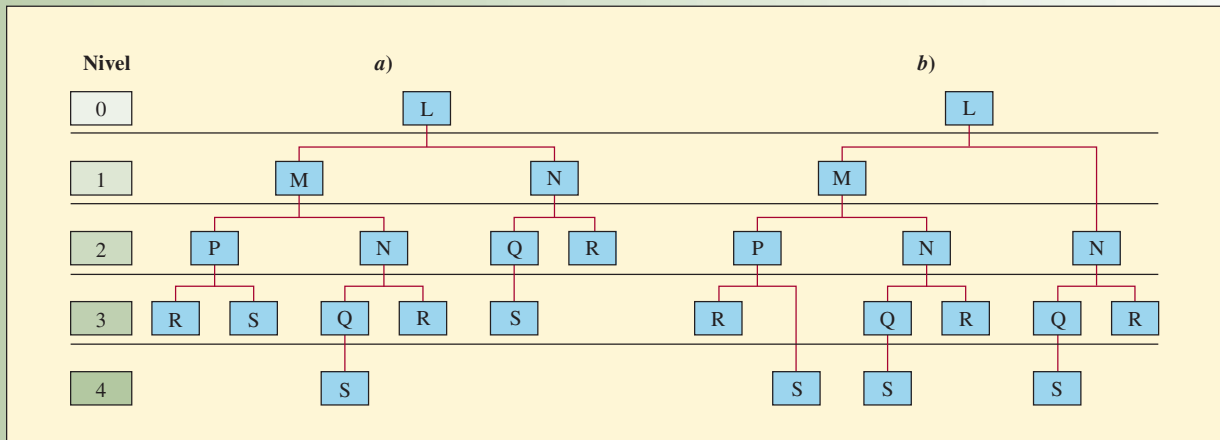 Nivel a) b)
0 L L
1 M N M
2 P N Q R P N N
3 R S Q R S R Q R Q R
4 S S S S